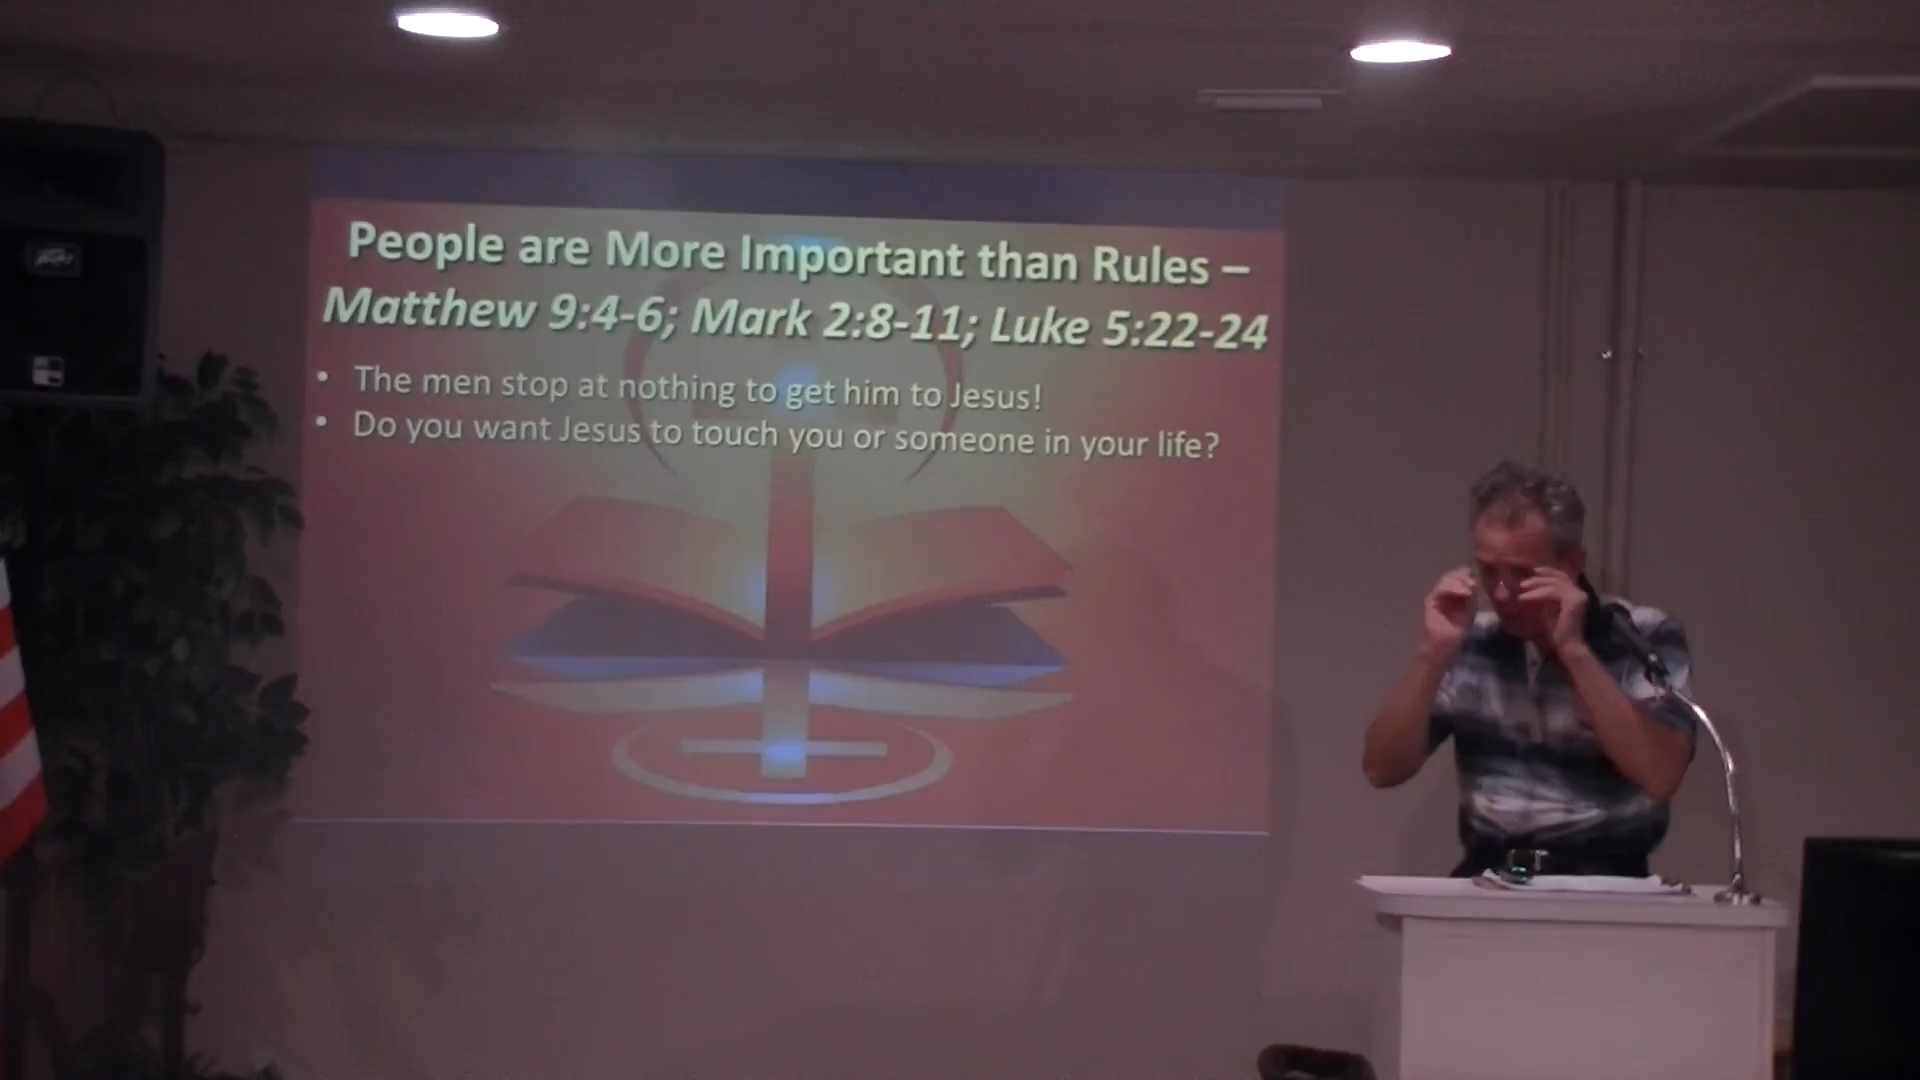 People are More Important than Rules –
Matthew 9:4-6; Mark 2:8-11; Luke 5:22-24
• The men stop at nothing to get him to Jesus!
• Do you want Jesus to touch you or someone in your life?